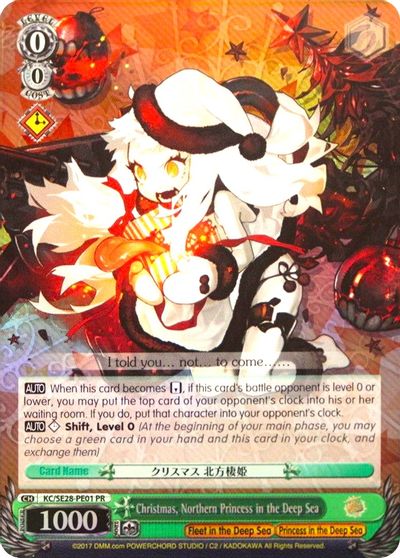 0
LEVEL
0
COST
I told you... not... to come......
AUTO When this card becomes [ ], if this card's battle opponent is level 0 or
lower, you may put the top card of your opponent's clock into his or her
waiting room. If you do, put that character into your opponent's clock.
AUTO Shift, Level 0 (At the beginning of your main phase, you may
choose a green card in your hand and this card in your clock, and
exchange them)
Card Name
クリスマス 北方棲姫
CH KC/SE28-PE01 PR
Christmas, Northern Princess in the Deep Sea
1000
Fleet in the Deep Sea
Princess in the Deep Sea
©2017 DMM.com POWERCHORD STUDIO / C2 / KADOKAWA All Rights Reserved.